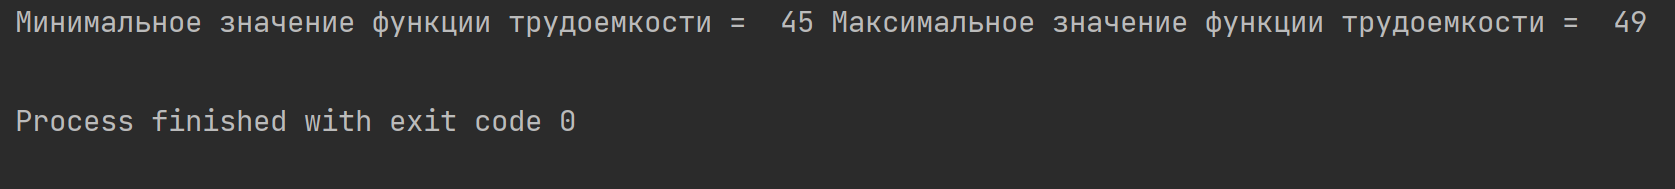 Минимальное значение функции трудоемкости =  45 Максимальное значение функции трудоемкости =  49
Process finished with exit code 0